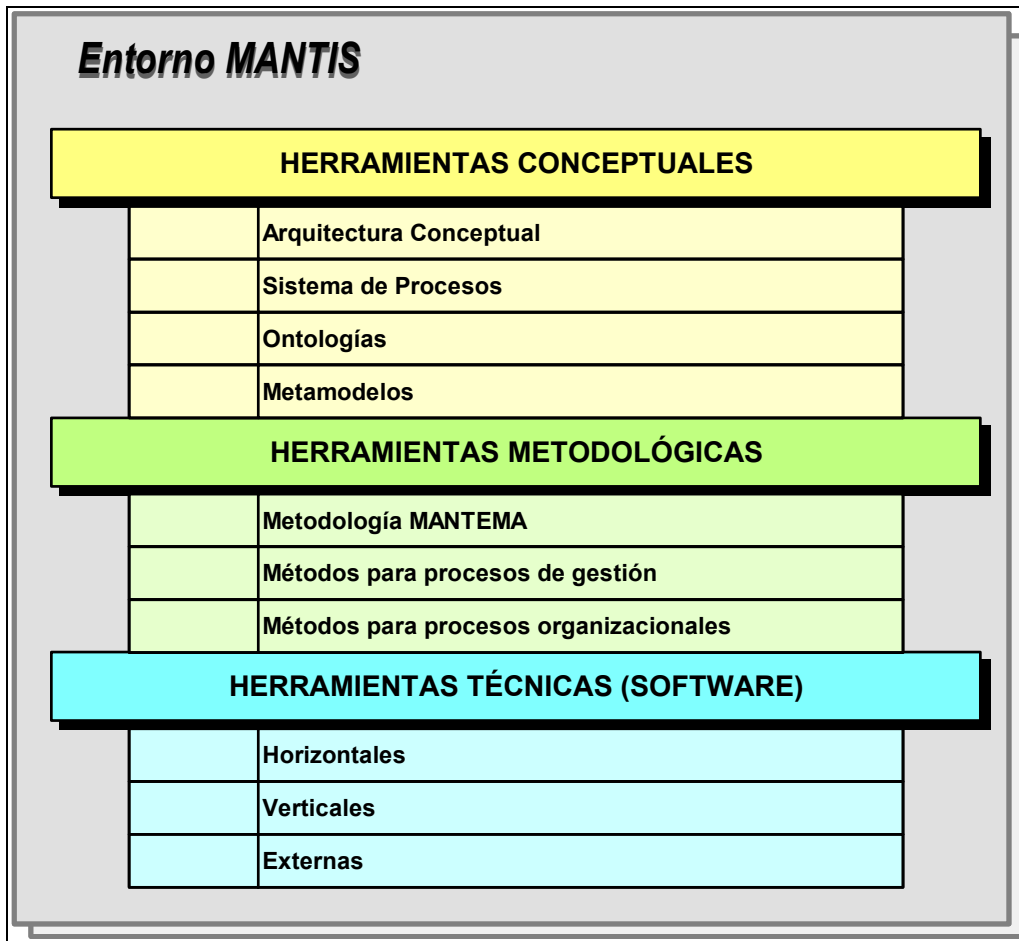 Entorno MANTIS
HERRAMIENTAS CONCEPTUALES
Arquitectura Conceptual
Sistema de Procesos
Ontologías
Metamodelos
HERRAMIENTAS METODOLÓGICAS
Metodología MANTEMA
Métodos para procesos de gestión
Métodos para procesos organizacionales
HERRAMIENTAS TÉCNICAS (SOFTWARE)
Horizontales
Verticales
Externas